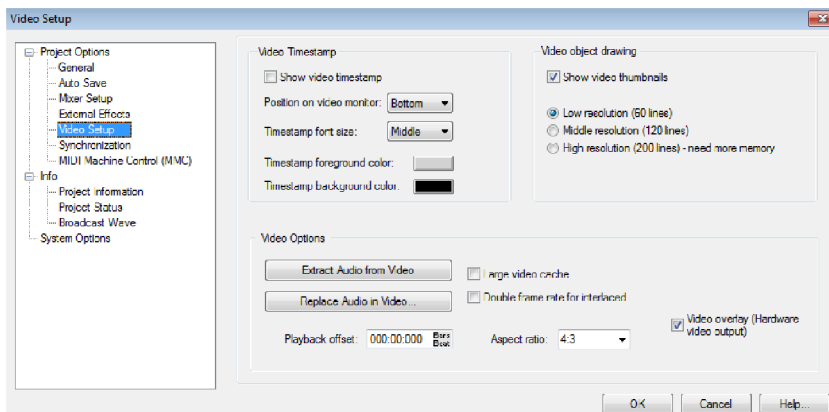 Video Setup
Project Options
General
Auto Save
Mixer Setup
External Effects
Video Setup
Synchronization
MIDI Machine Control (MMC)
Info
Project Information
Project Status
Broadcast Wave
System Options
Video Timestamp
Show video timestamp
Position on video monitor: Bottom
Timestamp font size: Middle
Timestamp foreground color:
Timestamp background color:
Video object drawing
Show video thumbnails
Low resolution (60 lines)
Middle resolution (120 lines)
High resolution (200 lines) - need more memory
Video Options
Extract Audio from Video
Replace Audio in Video...
Large video cache
Double frame rate for interlaced
Playback offset: 000:00:000 Bars
Beat
Aspect ratio: 4:3
Video overlay (Hardware
video output)
OK Cancel Help...